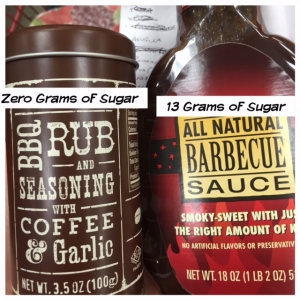 Zero Grams of Sugar
BBQ
RUB
AND
SEASONING
WITH
COFFEE
& Garlic
NET WT. 3.5 OZ (100g)
13 Grams of Sugar
ALL NATURAL
BARBECUE
SAUCE
SMOKY-SWEET WITH JUS
THE RIGHT AMOUNT OF K
NO ARTIFICIAL FLAVORS OR PRESERVATIV
NET WT. 18 OZ (1 LB 2 OZ) 5